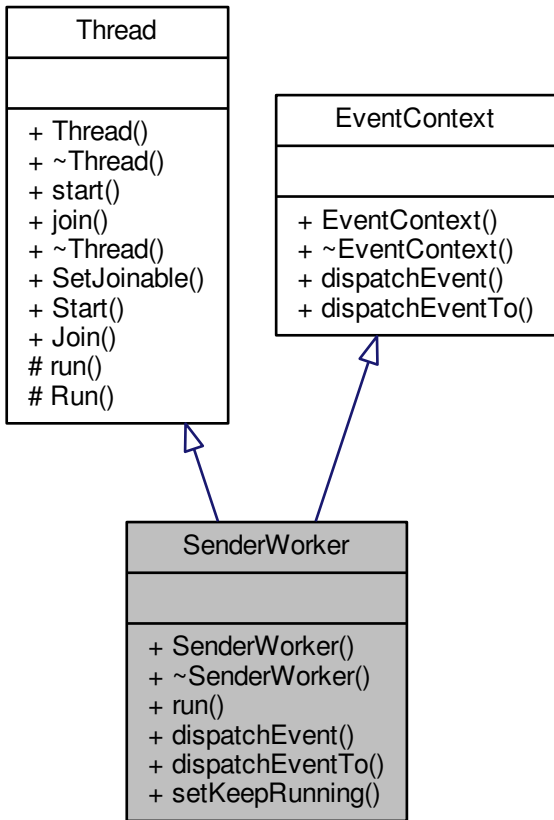 Thread
+ Thread()
+ ~Thread()
+ start()
+ join()
+ ~Thread()
+ SetJoinable()
+ Start()
+ Join()
# run()
# Run()
EventContext
+ EventContext()
+ ~EventContext()
+ dispatchEvent()
+ dispatchEventTo()
SenderWorker
+ SenderWorker()
+ ~SenderWorker()
+ run()
+ dispatchEvent()
+ dispatchEventTo()
+ setKeepRunning()